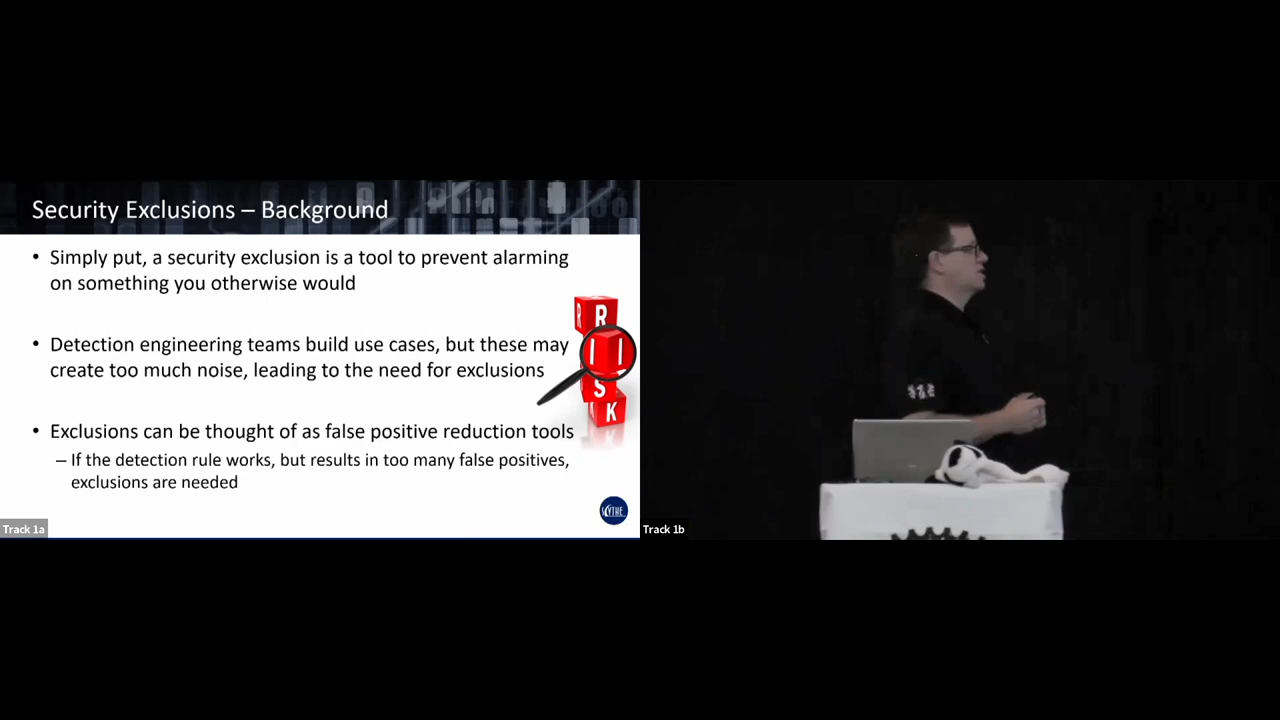 Security Exclusions – Background
• Simply put, a security exclusion is a tool to prevent alarming
on something you otherwise would
• Detection engineering teams build use cases, but these may
create too much noise, leading to the need for exclusions
• Exclusions can be thought of as false positive reduction tools
– If the detection rule works, but results in too many false positives,
exclusions are needed
R
R
I
I
S
K
SCYTHE
Track 1a
Track 1b